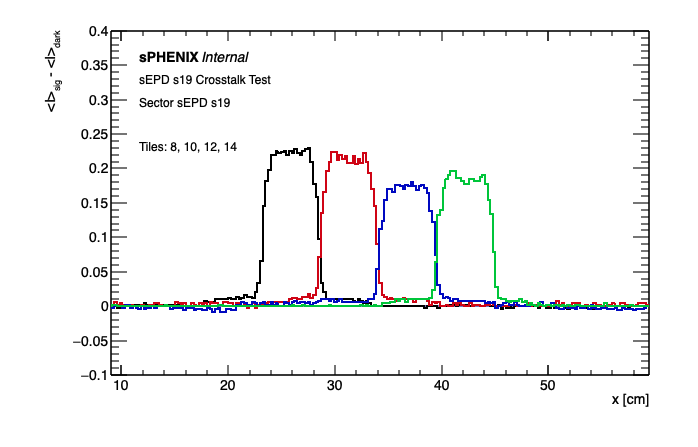 <I>sig - <I>dark
0.4
0.35
0.3
0.25
0.2
0.15
0.1
0.05
0
−0.05
−0.1
sPHENIX Internal
sEPD s19 Crosstalk Test
Sector sEPD s19
Tiles: 8, 10, 12, 14
10 20 30 40 50
x [cm]